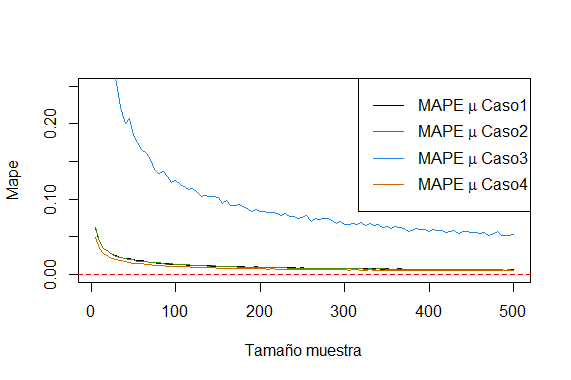 MAPE μ Caso1
MAPE μ Caso2
MAPE μ Caso3
MAPE μ Caso4
Mape
0.20
0.10
0.00
0 100 200 300 400 500
Tamaño muestra